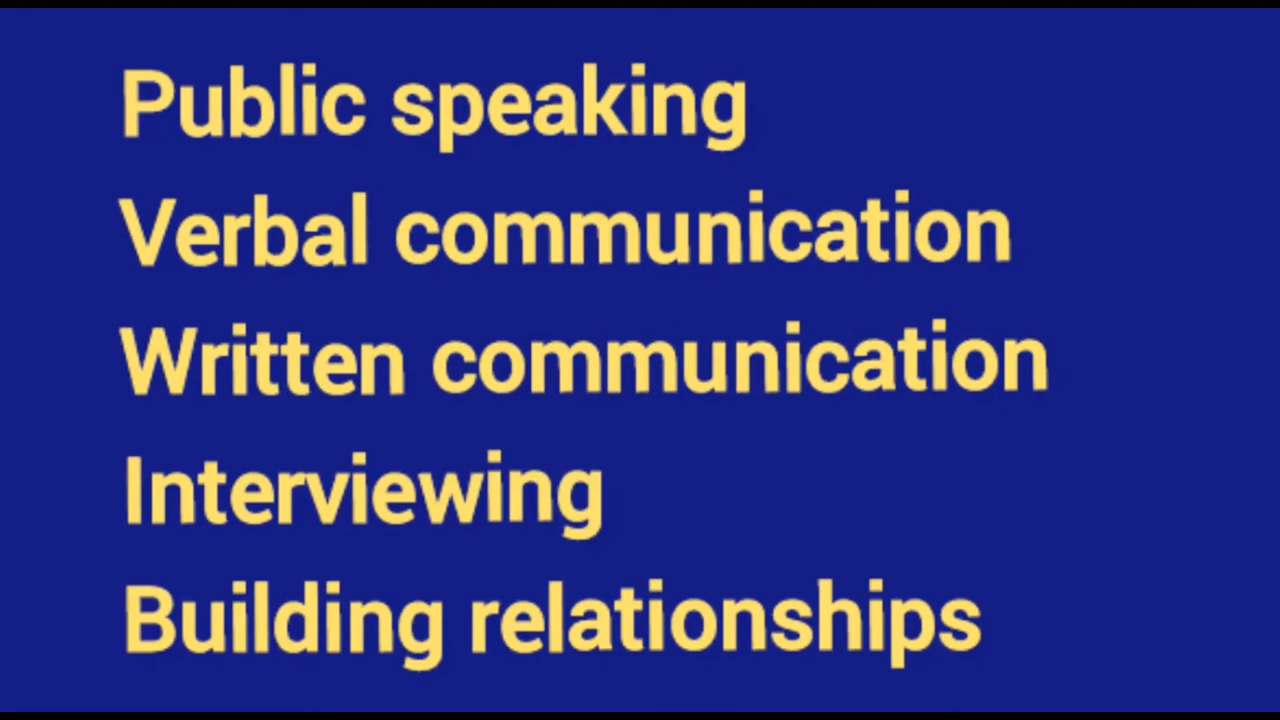 Public speaking
Verbal communication
Written communication
Interviewing
Building relationships